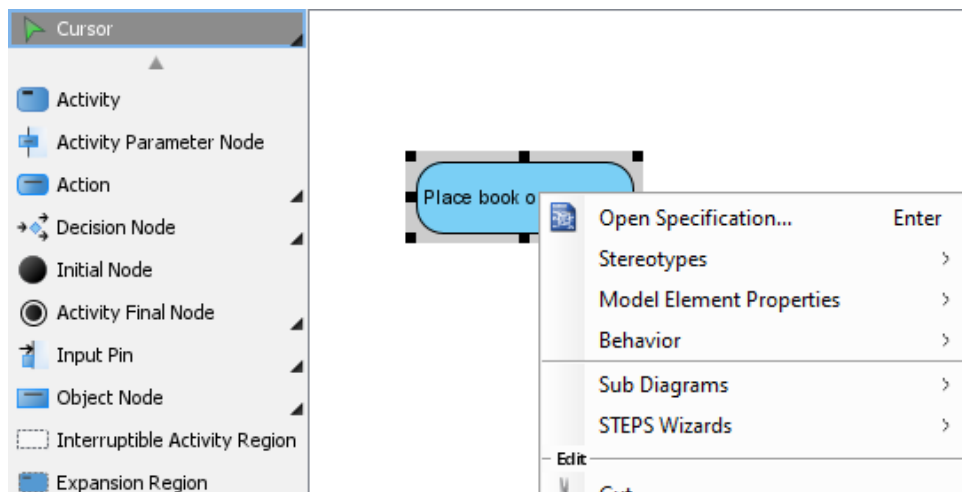 Cursor
Activity
Activity Parameter Node
Action
Decision Node
Initial Node
Activity Final Node
Input Pin
Object Node
Interruptible Activity Region
Expansion Region
Place book o
Open Specification... Enter
Stereotypes
Model Element Properties
Behavior
Sub Diagrams
STEPS Wizards
Edit